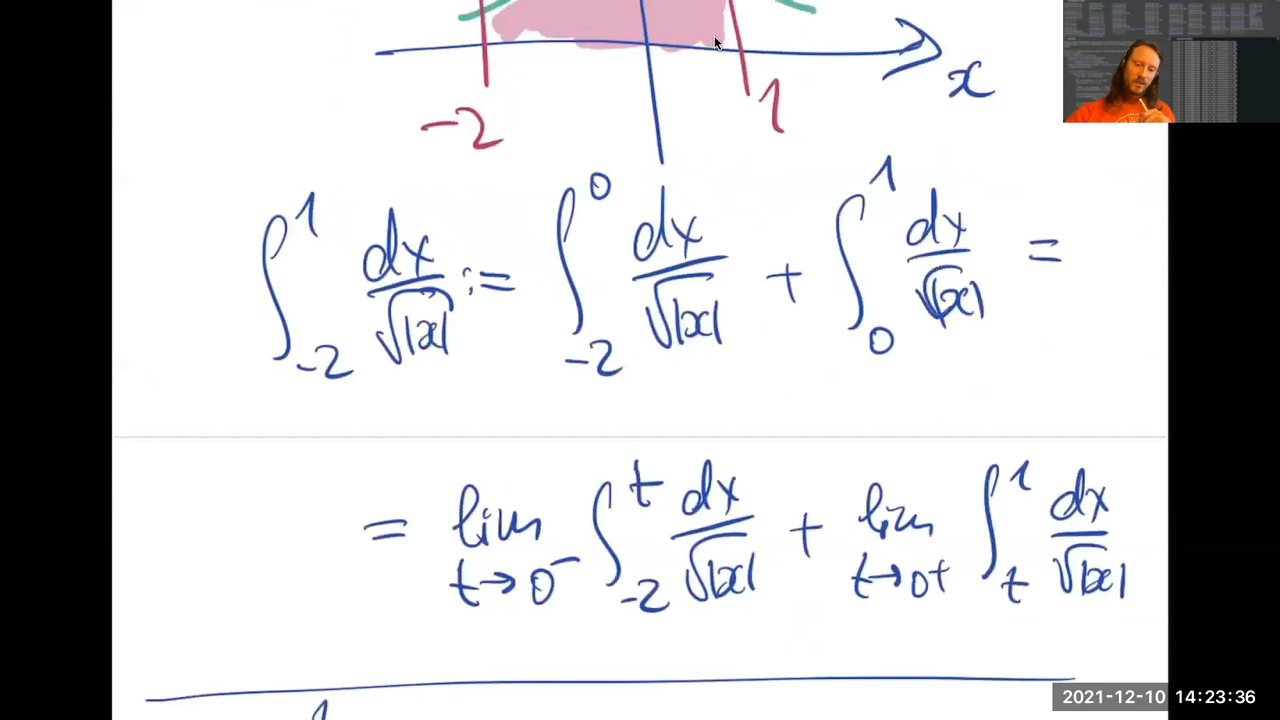 x
-2 1
∫_{-2}^{1} dx/√|x| := ∫_{-2}^{0} dx/√|x| + ∫_{0}^{1} dx/√|x| =
= lim_{t→0^-} ∫_{-2}^{t} dx/√|x| + lim_{t→0+} ∫_{t}^{1} dx/√|x|
2021-12-10 14:23:36